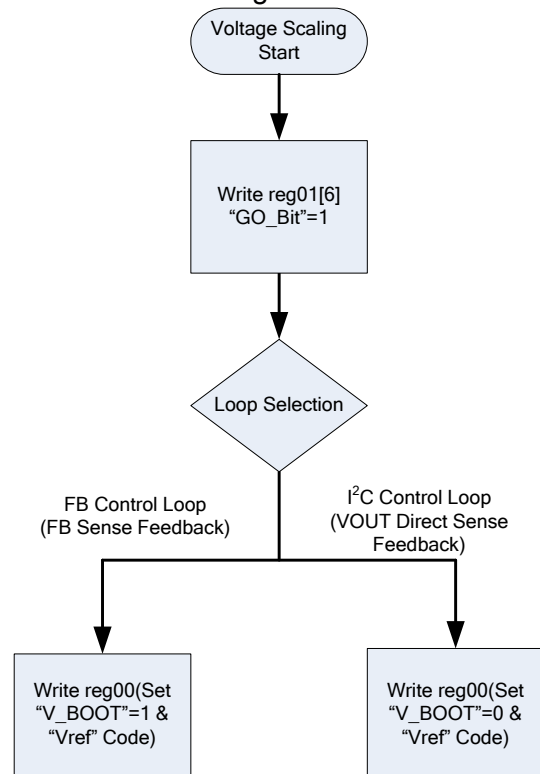 Voltage Scaling
Start
Write reg01[6]
“GO_Bit”=1
Loop Selection
FB Control Loop
(FB Sense Feedback)
I²C Control Loop
(VOUT Direct Sense
Feedback)
Write reg00(Set
“V_BOOT”=1 &
“Vref” Code)
Write reg00(Set
“V_BOOT”=0 &
“Vref” Code)